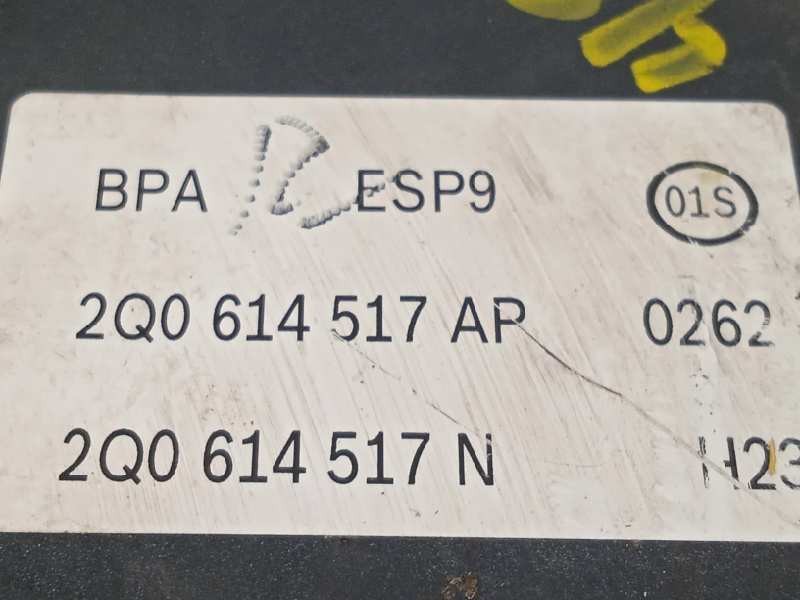 BPA ESP9 01S
2Q0 614 517 AP 0262
2Q0 614 517 N H23